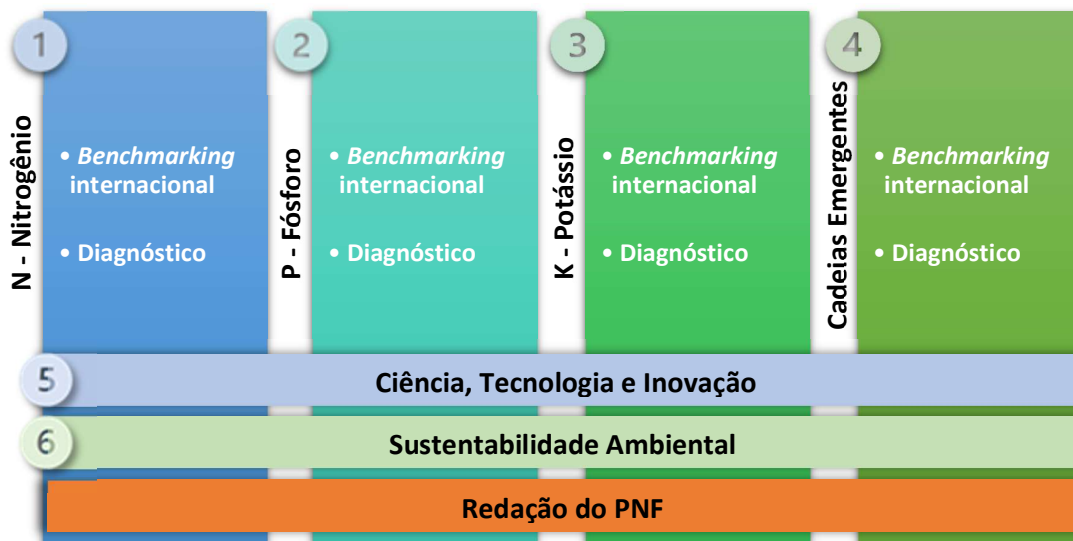 1
N - Nitrogênio
• Benchmarking
internacional
• Diagnóstico
2
P - Fósforo
• Benchmarking
internacional
• Diagnóstico
3
K - Potássio
• Benchmarking
internacional
• Diagnóstico
4
Cadeias Emergentes
• Benchmarking
internacional
• Diagnóstico
5
Ciência, Tecnologia e Inovação
6
Sustentabilidade Ambiental
Redação do PNF